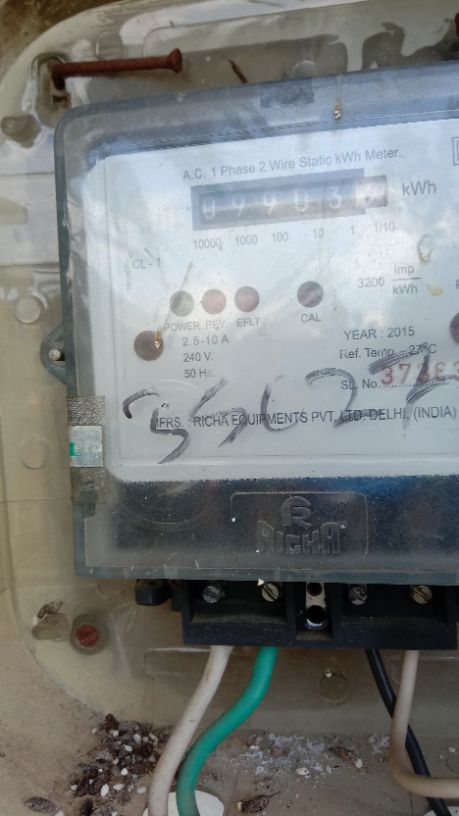 A.C. 1 Phase 2 Wire Static kWh Meter.
kWh
10000 1000 100 10 1 1/10
CL - 1
3200 Imp/kWh
POWER REV. EFLT CAL
2.5-10 A
240 V.
50 Hz
YEAR : 2015
Ref. Temp. - 27°C
SL. No.
MFRS. : RICHA EQUIPMENTS PVT. LTD. DELHI, (INDIA)
R
RICHA